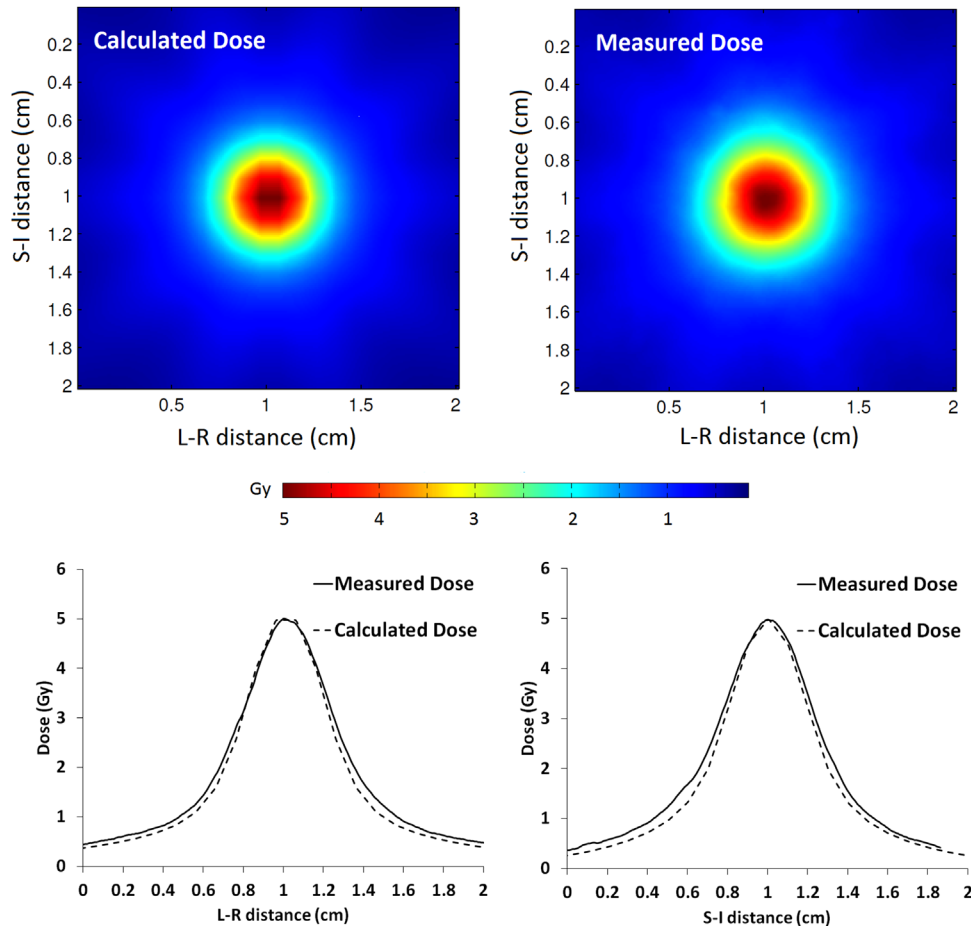 Calculated Dose
0.2
0.4
0.6
0.8
1
1.2
1.4
1.6
1.8
2
S-I distance (cm)
0.5
1
1.5
2
L-R distance (cm)
Measured Dose
0.2
0.4
0.6
0.8
1
1.2
1.4
1.6
1.8
2
S-I distance (cm)
0.5
1
1.5
2
L-R distance (cm)
Gy
5 4 3 2 1
6
5
4
3
2
1
0
Dose (Gy)
Measured Dose
Calculated Dose
0 0.2 0.4 0.6 0.8 1 1.2 1.4 1.6 1.8 2
L-R distance (cm)
6
5
4
3
2
1
0
Dose (Gy)
Measured Dose
Calculated Dose
0 0.2 0.4 0.6 0.8 1 1.2 1.4 1.6 1.8 2
S-I distance (cm)